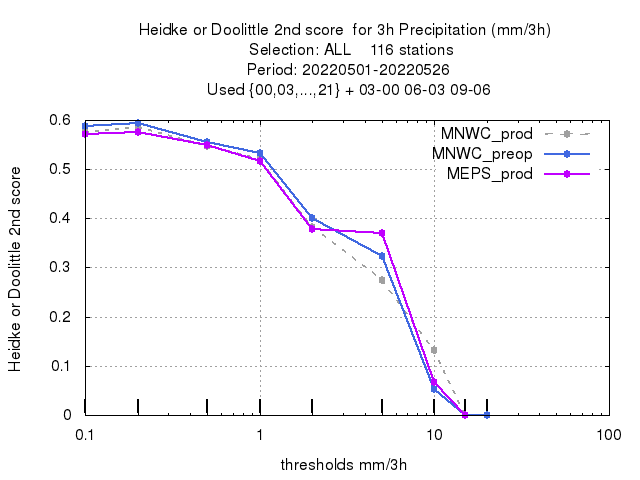 Heidke or Doolittle 2nd score  for 3h Precipitation (mm/3h)
Selection: ALL    116 stations
Period: 20220501-20220526
Used {00,03,...,21} + 03-00 06-03 09-06
MNWC_prod
MNWC_preop
MEPS_prod
Heidke or Doolittle 2nd score
0.6
0.5
0.4
0.3
0.2
0.1
0
0.1 1 10 100
thresholds mm/3h